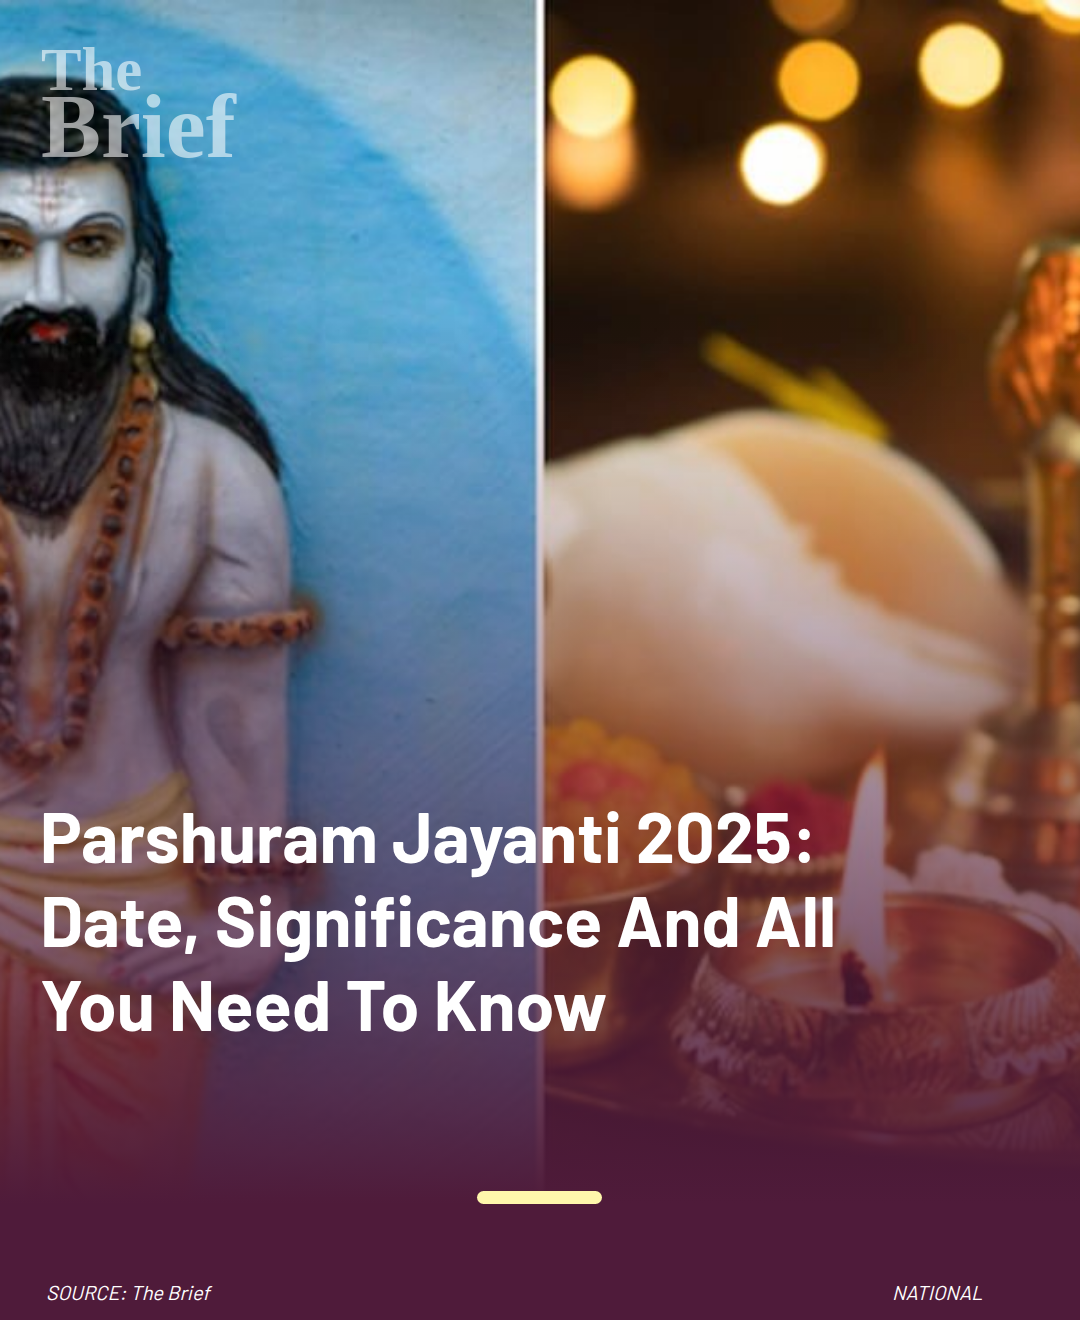 The
Brief
Parshuram Jayanti 2025:
Date, Significance And All
You Need To Know
SOURCE: The Brief
NATIONAL